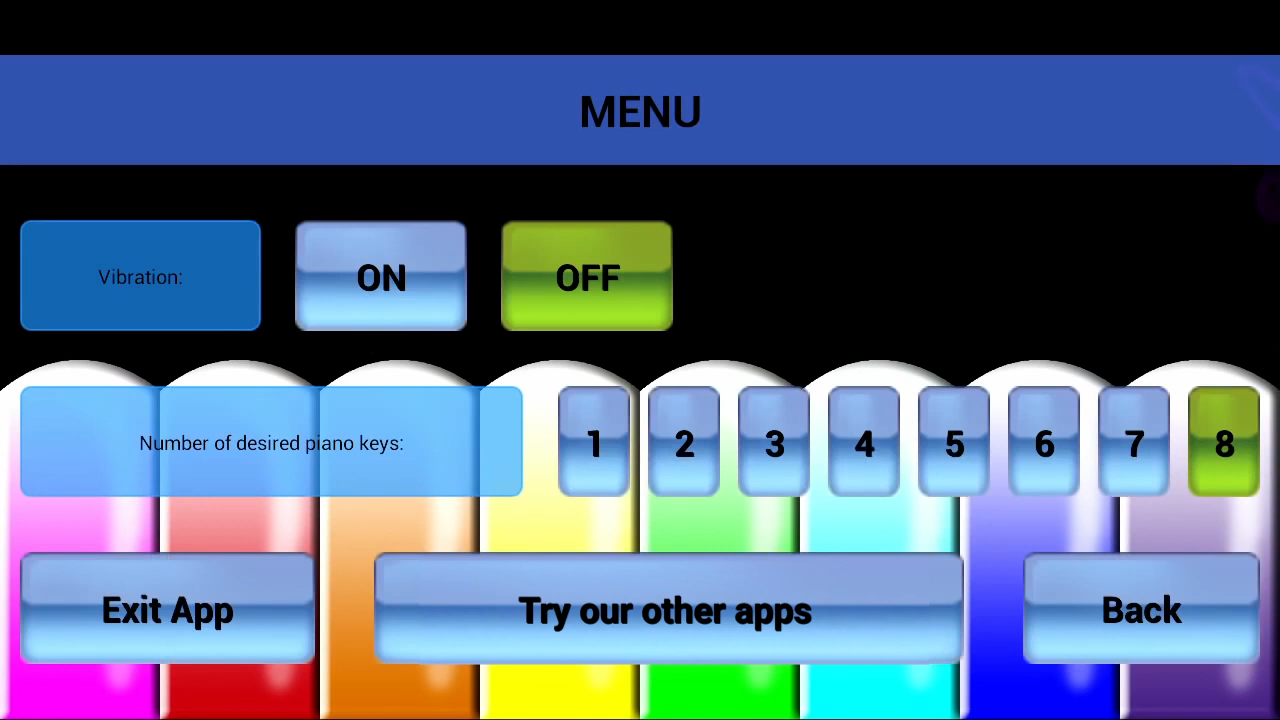 MENU
Vibration: ON OFF
Number of desired piano keys: 1 2 3 4 5 6 7 8
Exit App Try our other apps Back